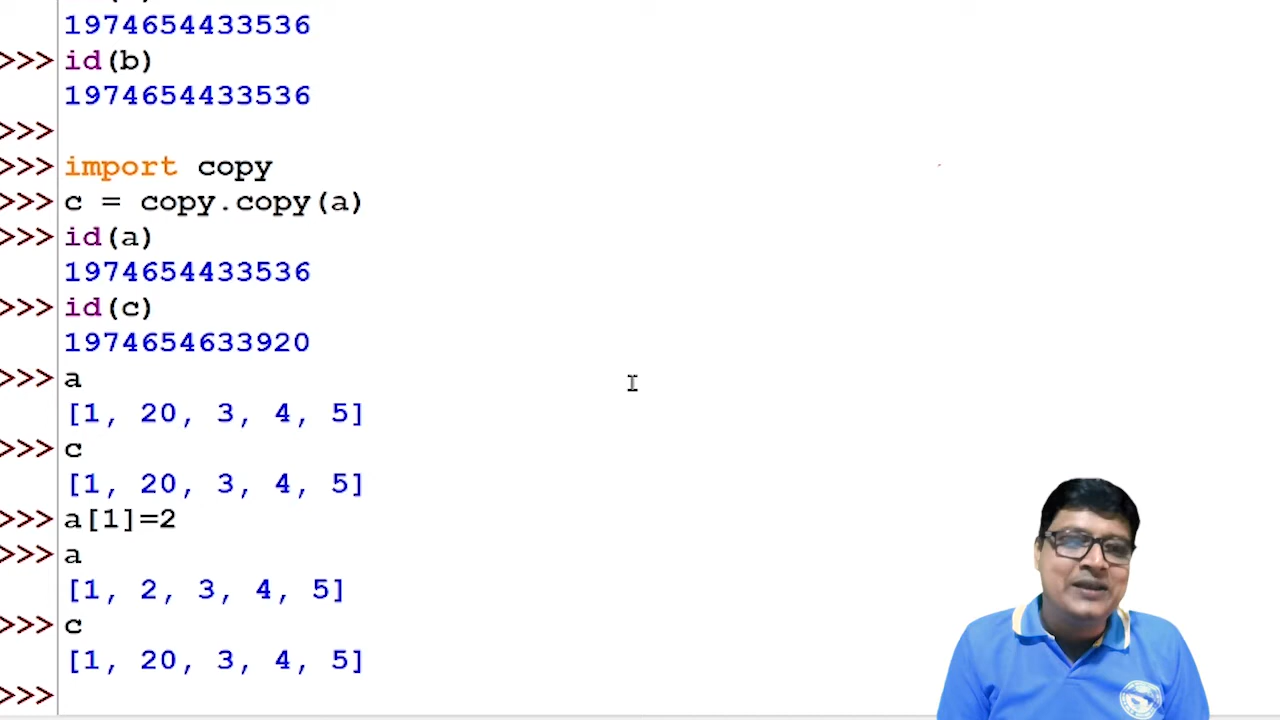 1974654433536
>>> id(b)
1974654433536
>>>
>>> import copy
>>> c = copy.copy(a)
>>> id(a)
1974654433536
>>> id(c)
1974654633920
>>> a
[1, 20, 3, 4, 5]
>>> c
[1, 20, 3, 4, 5]
>>> a[1]=2
>>> a
[1, 2, 3, 4, 5]
>>> c
[1, 20, 3, 4, 5]
>>>